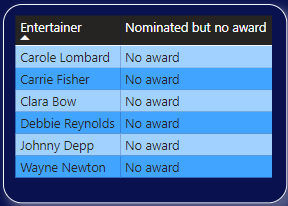 Entertainer Nominated but no award
Carole Lombard No award
Carrie Fisher No award
Clara Bow No award
Debbie Reynolds No award
Johnny Depp No award
Wayne Newton No award